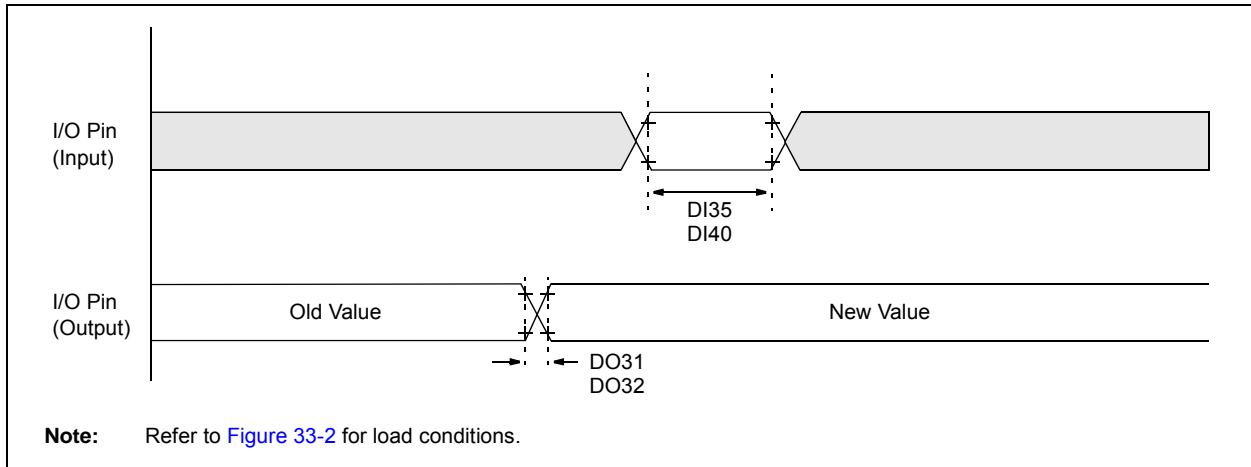 I/O Pin
(Input)
DI35
DI40
I/O Pin
(Output)
Old Value
New Value
DO31
DO32
Note: Refer to Figure 33-2 for load conditions.